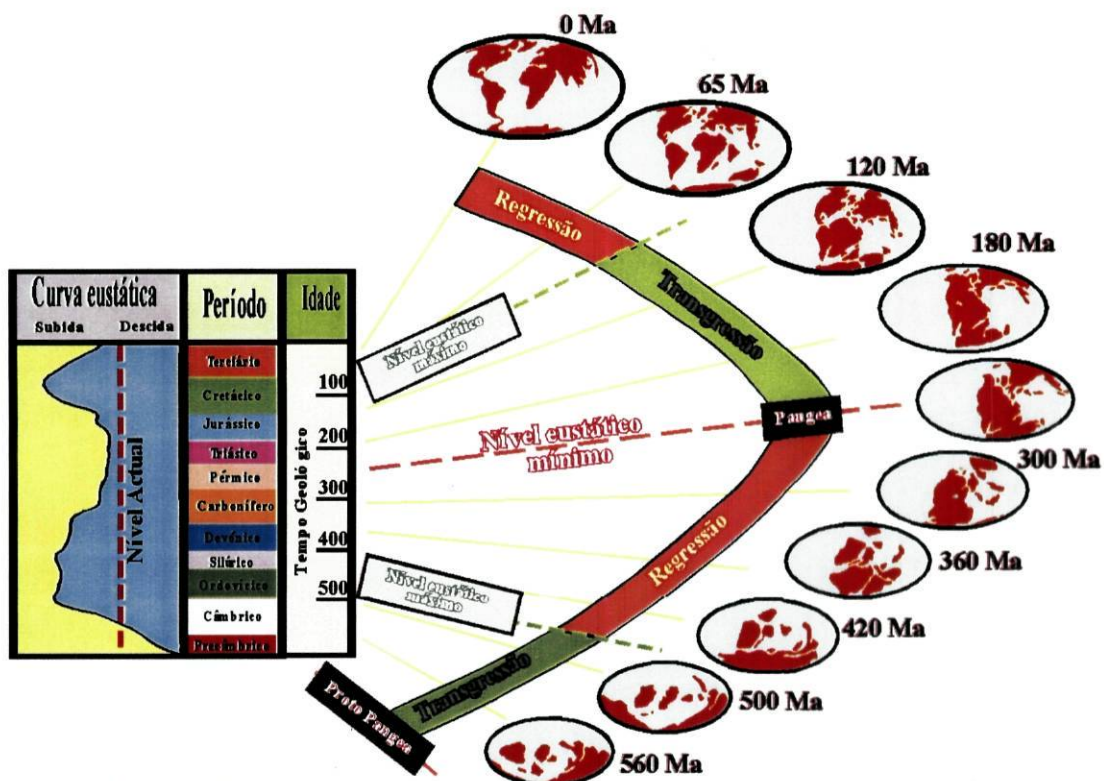 0 Ma
65 Ma
120 Ma
180 Ma
300 Ma
360 Ma
420 Ma
500 Ma
560 Ma
Regressão
Transgressão
Pangea
Regressão
Transgressão
Proto Pangea
Nível eustático
máximo
Nível eustático
mínimo
Nível eustático
máximo
Curva eustática
Subida Descida
Período
Idade
Nível Actual
Terciário
Cretácico
Jurássico
Triásico
Pérmico
Carbonífero
Devónico
Silúrico
Ordovícico
Câmbrico
Precâmbrico
Tempo Geológico
100
200
300
400
500